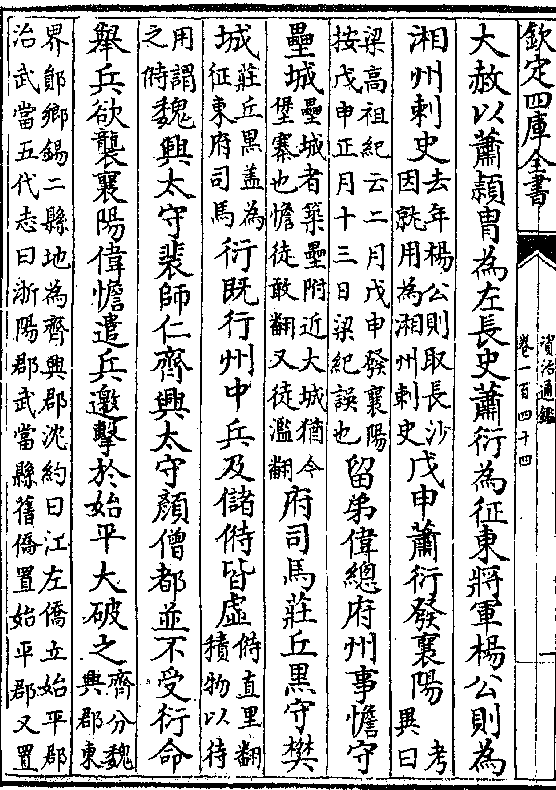 欽定四庫全書
資治通鑑
卷一百四十四
大赦以蕭頴胄為左長史蕭衍為征東將軍楊公則為
湘州刺史去年楊公則取長沙因就用為湘州刺史戊申蕭衍發襄陽考異曰
梁高祖紀云二月戊申發襄陽按戊申正月十三日梁紀誤也留弟偉總府州事憺守
壘城壘城者築壘附近大城猶今堡寨也憺徒敢翻又徒濫翻府司馬莊丘黑守樊
城莊丘黑蓋為征東府司馬衍既行州中兵及儲偫皆虛偫直里翻積物以待
用謂之偫魏興太守裴師仁齊興太守顔僧都並不受衍命
舉兵欲襲襄陽偉憺遣兵邀擊於始平大破之齊分魏興郡東
界鄖鄉錫二縣地為齊興郡沈約曰江左僑立始平郡
治武當五代志曰淅陽郡武當縣舊僑置始平郡又置